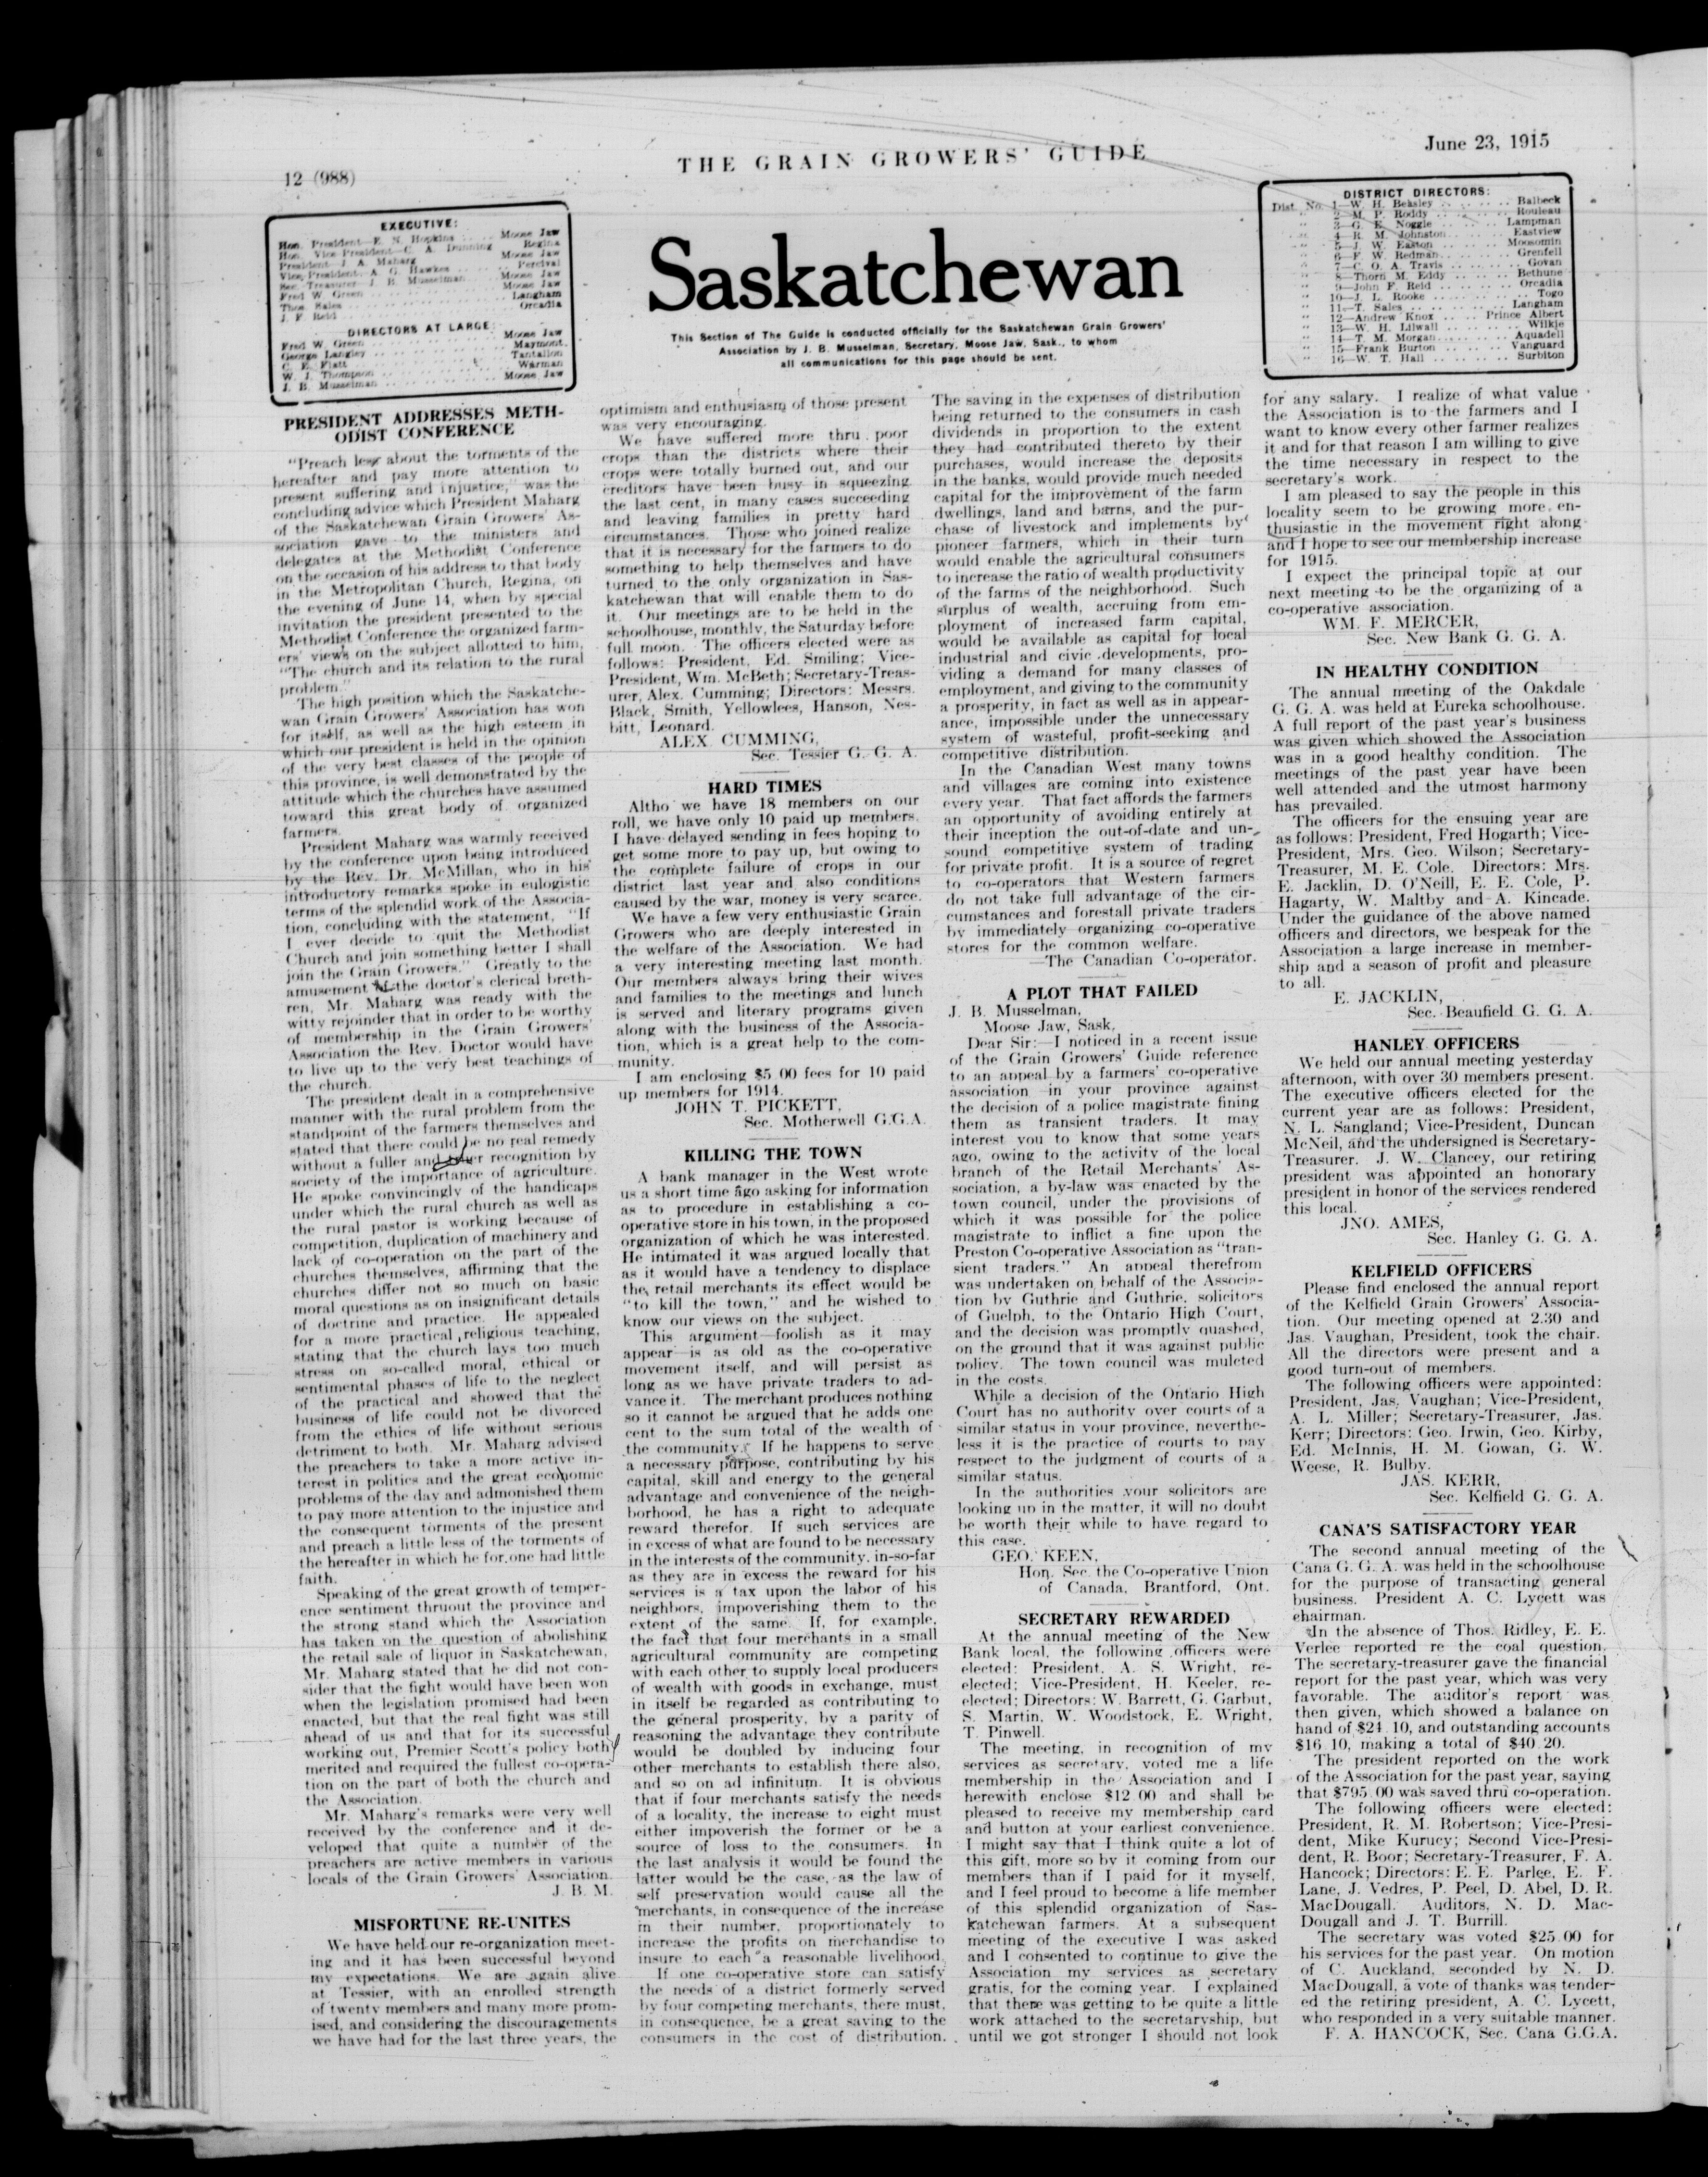 12 (988)
THE GRAIN GROWERS' GUIDE
June 23, 1915
EXECUTIVE:
Hon. President—E. N. Hopkins ..... Moose Jaw
Hon. Vice President—C. A. Dunning Regina
President—J. A. Maharg Moose Jaw
Vice-President—A. G. Hawkes ....... Percival
Sec. Treasurer—J. B. Musselman Moose Jaw
Fred W. Green ............ Moose Jaw
Thos. Sales ............ Langham
J. F. Reid ............ Orcadia
DIRECTORS AT LARGE:
Fred W. Green ............ Moose Jaw
George Langley ............ Maymont
C. E. Flatt ............ Tantallon
W. J. Thompson ............ Warman
J. B. Musselman ............ Moose Jaw
Saskatchewan
This Section of The Guide is conducted officially for the Saskatchewan Grain Growers'
Association by J. B. Musselman, Secretary, Moose Jaw, Sask., to whom
all communications for this page should be sent.
DISTRICT DIRECTORS:
Dist. No. 1—W. H. Beasley ........ Balbeck
" 2—M. P. Roddy ........ Rouleau
" 3—G. E. Noggle ........ Lampman
" 4—R. M. Johnston ........ Eastview
" 5—J. W. Easton ........ Moosomin
" 6—F. W. Redman ........ Grenfell
" 7—C. O. A. Travis ........ Govan
" 8—Thorn M. Eddy ........ Bethune
" 9—John F. Reid ........ Orcadia
" 10—J. L. Rooke ........ Togo
" 11—T. Sales ........ Langham
" 12—Andrew Knox ..... Prince Albert
" 13—W. H. Lilwall ........ Wilkie
" 14—T. M. Morgan ........ Aquadell
" 15—Frank Burton ........ Vanguard
" 16—W. T. Hall ........ Surbiton
PRESIDENT ADDRESSES METH-
ODIST CONFERENCE
"Preach less about the torments of the
hereafter and pay more attention to
present suffering and injustice," was the
concluding advice which President Maharg
of the Saskatchewan Grain Growers' As-
sociation gave to the ministers and
delegates at the Methodist Conference
on the occasion of his address to that body
in the Metropolitan Church, Regina, on
the evening of June 14, when by special
invitation the president presented to the
Methodist Conference the organized farm-
ers' views on the subject allotted to him,
"The church and its relation to the rural
problem."
The high position which the Saskatche-
wan Grain Growers' Association has won
for itself, as well as the high esteem in
which our president is held in the opinion
of the very best classes of the people of
this province, is well demonstrated by the
attitude which the churches have assumed
toward this great body of organized
farmers.
President Maharg was warmly received
by the conference upon being introduced
by the Rev. Dr. McMillan, who in his
introductory remarks spoke in eulogistic
terms of the splendid work of the Associa-
tion, concluding with the statement, "If
I ever decide to quit the Methodist
Church and join something better I shall
join the Grain Growers." Greatly to the
amusement of the doctor's clerical breth-
ren, Mr. Maharg was ready with the
witty rejoinder that in order to be worthy
of membership in the Grain Growers'
Association the Rev. Doctor would have
to live up to the very best teachings of
the church.
The president dealt in a comprehensive
manner with the rural problem from the
standpoint of the farmers themselves and
stated that there could be no real remedy
without a fuller and recognition by
society of the importance of agriculture.
He spoke convincingly of the handicaps
under which the rural church as well as
the rural pastor is working because of
competition, duplication of machinery and
lack of co-operation on the part of the
churches themselves, affirming that the
churches differ not so much on basic
moral questions as on insignificant details
of doctrine and practice. He appealed
for a more practical religious teaching,
stating that the church lays too much
stress on so-called moral, ethical or
sentimental phases of life to the neglect
of the practical and showed that the
business of life could not be divorced
from the ethics of life without serious
detriment to both. Mr. Maharg advised
the preachers to take a more active in-
terest in politics and the great economic
problems of the day and admonished them
to pay more attention to the injustice and
the consequent torments of the present
and preach a little less of the torments of
the hereafter in which he for one had little
faith.
Speaking of the great growth of temper-
ence sentiment thruout the province and
the strong stand which the Association
has taken on the question of abolishing
the retail sale of liquor in Saskatchewan,
Mr. Maharg stated that he did not con-
sider that the fight would have been won
when the legislation promised had been
enacted, but that the real fight was still
ahead of us and that for its successful
working out, Premier Scott's policy both
merited and required the fullest co-opera-
tion on the part of both the church and
the Association.
Mr. Maharg's remarks were very well
received by the conference and it de-
veloped that quite a number of the
preachers are active members in various
locals of the Grain Growers' Association.
J. B. M.
MISFORTUNE RE-UNITES
We have held our re-organization meet-
ing and it has been successful beyond
my expectations. We are again alive
at Tessier, with an enrolled strength
of twenty members and many more prom-
ised, and considering the discouragements
we have had for the last three years, the
optimism and enthusiasm of those present
was very encouraging.
We have suffered more thru poor
crops than the districts where their
crops were totally burned out, and our
creditors have been busy in squeezing
the last cent, in many cases succeeding
and leaving families in pretty hard
circumstances. Those who joined realize
that it is necessary for the farmers to do
something to help themselves and have
turned to the only organization in Sas-
katchewan that will enable them to do
it. Our meetings are to be held in the
schoolhouse, monthly, the Saturday before
full moon. The officers elected were as
follows: President, Ed. Smiling; Vice-
President, Wm. McBeth; Secretary-Treas-
urer, Alex. Cumming; Directors: Messrs.
Black, Smith, Yellowlees, Hanson, Nes-
bitt, Leonard.
ALEX. CUMMING,
Sec. Tessier G. G. A.
HARD TIMES
Altho we have 18 members on our
roll, we have only 10 paid up members.
I have delayed sending in fees hoping to
get some more to pay up, but owing to
the complete failure of crops in our
district last year and also conditions
caused by the war, money is very scarce.
We have a few very enthusiastic Grain
Growers who are deeply interested in
the welfare of the Association. We had
a very interesting meeting last month.
Our members always bring their wives
and families to the meetings and lunch
is served and literary programs given
along with the business of the Associa-
tion, which is a great help to the com-
munity.
I am enclosing $5.00 fees for 10 paid
up members for 1914.
JOHN T. PICKETT,
Sec. Motherwell G.G.A.
KILLING THE TOWN
A bank manager in the West wrote
us a short time ago asking for information
as to procedure in establishing a co-
operative store in his town, in the proposed
organization of which he was interested.
He intimated it was argued locally that
as it would have a tendency to displace
the retail merchants its effect would be
"to kill the town," and he wished to
know our views on the subject.
This argument—foolish as it may
appear—is as old as the co-operative
movement itself, and will persist as
long as we have private traders to ad-
vance it. The merchant produces nothing
so it cannot be argued that he adds one
cent to the sum total of the wealth of
the community. If he happens to serve
a necessary purpose, contributing by his
capital, skill and energy to the general
advantage and convenience of the neigh-
borhood, he has a right to adequate
reward therefor. If such services are
in excess of what are found to be necessary
in the interests of the community, in-so-far
as they are in excess the reward for his
services is a tax upon the labor of his
neighbors, impoverishing them to the
extent of the same. If, for example,
the fact that four merchants in a small
agricultural community are competing
with each other to supply local producers
of wealth with goods in exchange, must
in itself be regarded as contributing to
the general prosperity, by a parity of
reasoning the advantage they contribute
would be doubled by inducing four
other merchants to establish there also,
and so on ad infinitum. It is obvious
that if four merchants satisfy the needs
of a locality, the increase to eight must
either impoverish the former or be a
source of loss to the consumers. In
the last analysis it would be found the
latter would be the case, as the law of
self preservation would cause all the
merchants, in consequence of the increase
in their number, proportionately to
increase the profits on merchandise to
insure to each a reasonable livelihood.
If one co-operative store can satisfy
the needs of a district formerly served
by four competing merchants, there must,
in consequence, be a great saving to the
consumers in the cost of distribution.
The saving in the expenses of distribution
being returned to the consumers in cash
dividends in proportion to the extent
they had contributed thereto by their
purchases, would increase the deposits
in the banks, would provide much needed
capital for the improvement of the farm
dwellings, land and barns, and the pur-
chase of livestock and implements by
pioneer farmers, which in their turn
would enable the agricultural consumers
to increase the ratio of wealth productivity
of the farms of the neighborhood. Such
surplus of wealth, accruing from em-
ployment of increased farm capital,
would be available as capital for local
industrial and civic developments, pro-
viding a demand for many classes of
employment, and giving to the community
a prosperity, in fact as well as in appear-
ance, impossible under the unnecessary
system of wasteful, profit-seeking and
competitive distribution.
In the Canadian West many towns
and villages are coming into existence
every year. That fact affords the farmers
an opportunity of avoiding entirely at
their inception the out-of-date and un-
sound competitive system of trading
for private profit. It is a source of regret
to co-operators that Western farmers
do not take full advantage of the cir-
cumstances and forestall private traders
by immediately organizing co-operative
stores for the common welfare.
—The Canadian Co-operator.
A PLOT THAT FAILED
J. B. Musselman,
Moose Jaw, Sask.
Dear Sir:—I noticed in a recent issue
of the Grain Growers' Guide reference
to an appeal by a farmers' co-operative
association in your province against
the decision of a police magistrate fining
them as transient traders. It may
interest you to know that some years
ago, owing to the activity of the local
branch of the Retail Merchants' As-
sociation, a by-law was enacted by the
town council, under the provisions of
which it was possible for the police
magistrate to inflict a fine upon the
Preston Co-operative Association as "tran-
sient traders." An appeal therefrom
was undertaken on behalf of the Associa-
tion by Guthrie and Guthrie, solicitors
of Guelph, to the Ontario High Court,
and the decision was promptly quashed,
on the ground that it was against public
policy. The town council was mulcted
in the costs.
While a decision of the Ontario High
Court has no authority over courts of a
similar status in your province, neverthe-
less it is the practice of courts to pay
respect to the judgment of courts of a
similar status.
In the authorities your solicitors are
looking up in the matter, it will no doubt
be worth their while to have regard to
this case.
GEO. KEEN,
Hon. Sec. the Co-operative Union
of Canada, Brantford, Ont.
SECRETARY REWARDED
At the annual meeting of the New
Bank local, the following officers were
elected: President, A. S. Wright, re-
elected; Vice-President, H. Keeler, re-
elected; Directors: W. Barrett, G. Garbut,
S. Martin, W. Woodstock, E. Wright,
T. Pinwell.
The meeting, in recognition of my
services as secretary, voted me a life
membership in the Association and I
herewith enclose $12.00 and shall be
pleased to receive my membership card
and button at your earliest convenience.
I might say that I think quite a lot of
this gift, more so by it coming from our
members than if I paid for it myself,
and I feel proud to become a life member
of this splendid organization of Sas-
katchewan farmers. At a subsequent
meeting of the executive I was asked
and I consented to continue to give the
Association my services as secretary
gratis, for the coming year. I explained
that there was getting to be quite a little
work attached to the secretaryship, but
until we got stronger I should not look
for any salary. I realize of what value
the Association is to the farmers and I
want to know every other farmer realizes
it and for that reason I am willing to give
the time necessary in respect to the
secretary's work.
I am pleased to say the people in this
locality seem to be growing more en-
thusiastic in the movement right along
and I hope to see our membership increase
for 1915.
I expect the principal topic at our
next meeting to be the organizing of a
co-operative association.
WM. F. MERCER,
Sec. New Bank G. G. A.
IN HEALTHY CONDITION
The annual meeting of the Oakdale
G. G. A. was held at Eureka schoolhouse.
A full report of the past year's business
was given which showed the Association
was in a good healthy condition. The
meetings of the past year have been
well attended and the utmost harmony
has prevailed.
The officers for the ensuing year are
as follows: President, Fred Hogarth; Vice-
President, Mrs. Geo. Wilson; Secretary-
Treasurer, M. E. Cole. Directors: Mrs.
E. Jacklin, D. O'Neill, E. E. Cole, P.
Hagarty, W. Maltby and A. Kincade.
Under the guidance of the above named
officers and directors, we bespeak for the
Association a large increase in member-
ship and a season of profit and pleasure
to all.
E. JACKLIN,
Sec. Beaufield G. G. A.
HANLEY OFFICERS
We held our annual meeting yesterday
afternoon, with over 30 members present.
The executive officers elected for the
current year are as follows: President,
N. L. Sangland; Vice-President, Duncan
McNeil, and the undersigned is Secretary-
Treasurer. J. W. Clancey, our retiring
president was appointed an honorary
president in honor of the services rendered
this local.
JNO. AMES,
Sec. Hanley G. G. A.
KELFIELD OFFICERS
Please find enclosed the annual report
of the Kelfield Grain Growers' Associa-
tion. Our meeting opened at 2.30 and
Jas. Vaughan, President, took the chair.
All the directors were present and a
good turn-out of members.
The following officers were appointed:
President, Jas. Vaughan; Vice-President,
A. L. Miller; Secretary-Treasurer, Jas.
Kerr; Directors: Geo. Irwin, Geo. Kirby,
Ed. McInnis, H. M. Gowan, G. W.
Weese, R. Bulby.
JAS. KERR,
Sec. Kelfield G. G. A.
CANA'S SATISFACTORY YEAR
The second annual meeting of the
Cana G. G. A. was held in the schoolhouse
for the purpose of transacting general
business. President A. C. Lycett was
chairman.
In the absence of Thos. Ridley, E. E.
Verlee reported re the coal question.
The secretary-treasurer gave the financial
report for the past year, which was very
favorable. The auditor's report was
then given, which showed a balance on
hand of $24.10, and outstanding accounts
$16.10, making a total of $40.20.
The president reported on the work
of the Association for the past year, saying
that $795.00 was saved thru co-operation.
The following officers were elected:
President, R. M. Robertson; Vice-Presi-
dent, Mike Kurucy; Second Vice-Presi-
dent, R. Boor; Secretary-Treasurer, F. A.
Hancock; Directors: E. E. Parlee, E. F.
Lane, J. Vedres, P. Peel, D. Abel, D. R.
MacDougall. Auditors, N. D. Mac-
Dougall and J. T. Burrill.
The secretary was voted $25.00 for
his services for the past year. On motion
of C. Auckland, seconded by N. D.
MacDougall, a vote of thanks was tender-
ed the retiring president, A. C. Lycett,
who responded in a very suitable manner.
F. A. HANCOCK, Sec. Cana G.G.A.